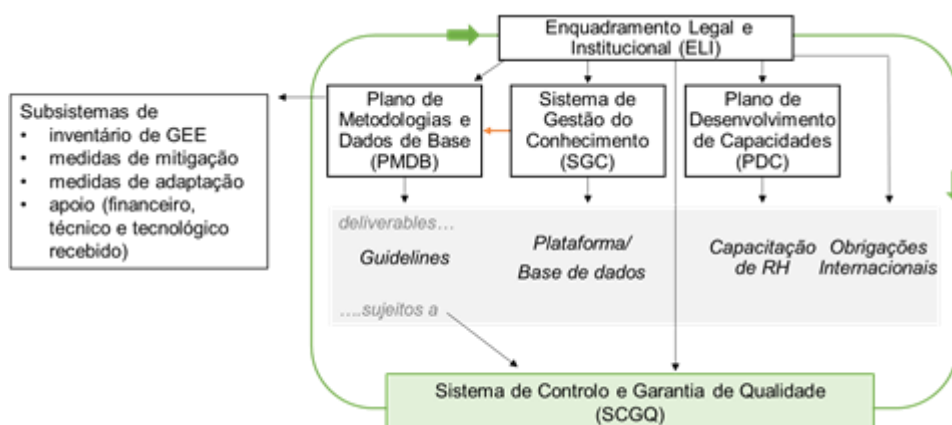 Enquadramento Legal e
Institucional (ELI)
Subsistemas de
• inventário de GEE
• medidas de mitigação
• medidas de adaptação
• apoio (financeiro,
técnico e tecnológico
recebido)
Plano de
Metodologias e
Dados de Base
(PMDB)
Sistema de
Gestão do
Conhecimento
(SGC)
Plano de
Desenvolvimento
de Capacidades
(PDC)
deliverables…
Guidelines
Plataforma/
Base de dados
Capacitação
de RH
Obrigações
Internacionais
….sujeitos a
Sistema de Controlo e Garantia de Qualidade
(SCGQ)